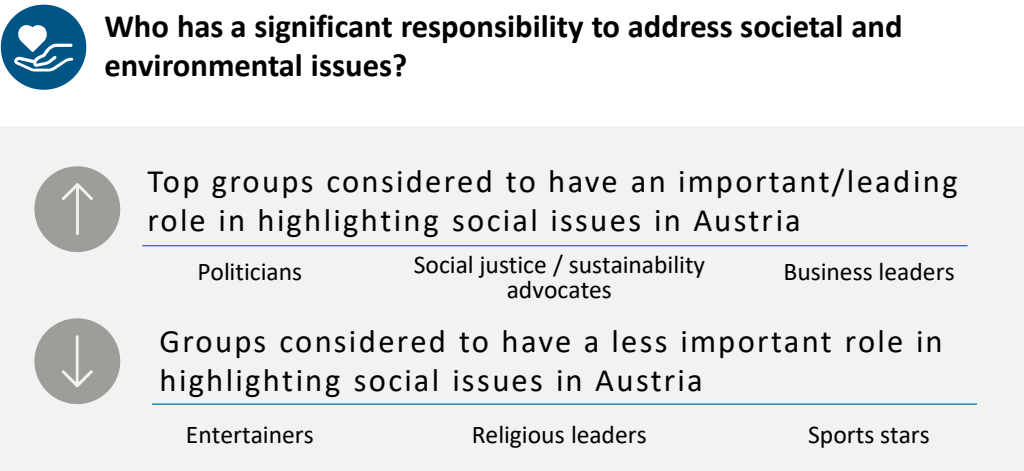 Who has a significant responsibility to address societal and
environmental issues?
Top groups considered to have an important/leading
role in highlighting social issues in Austria
Politicians
Social justice / sustainability
advocates
Business leaders
Groups considered to have a less important role in
highlighting social issues in Austria
Entertainers
Religious leaders
Sports stars